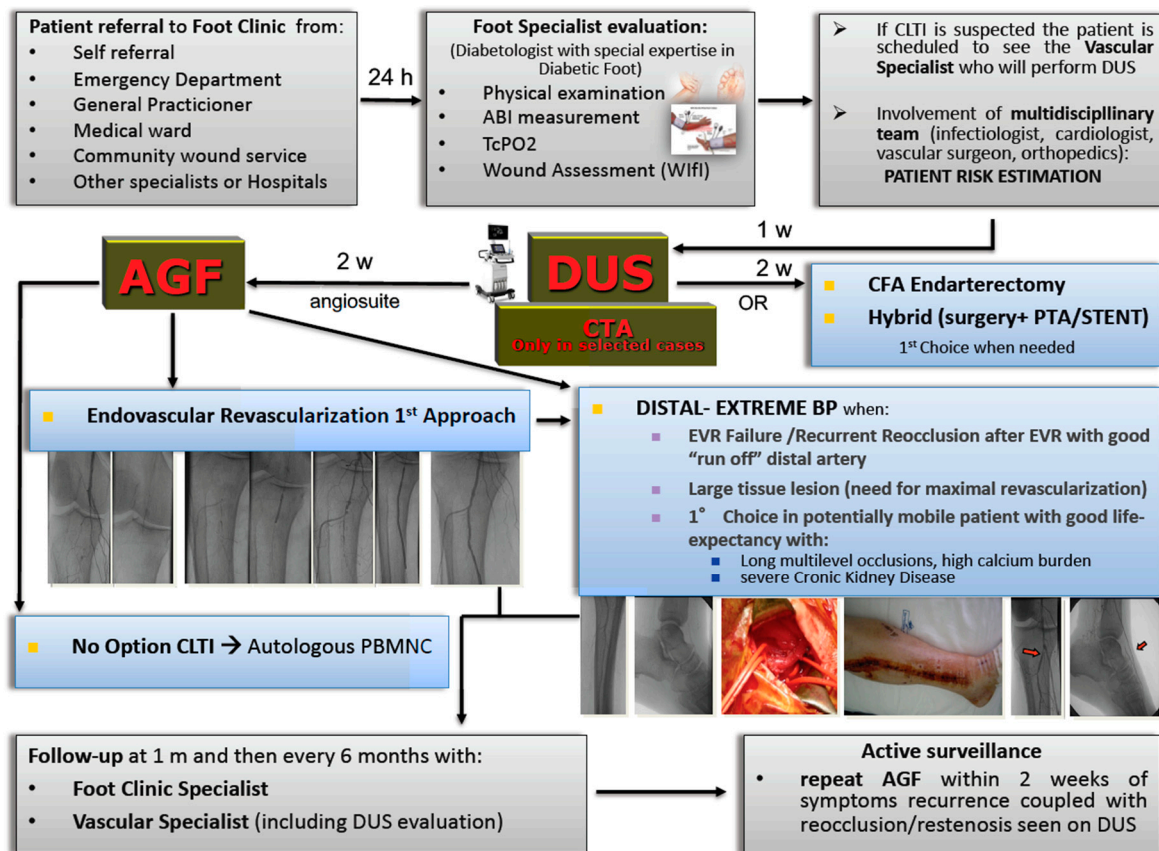 Patient referral to Foot Clinic from:
• Self referral
• Emergency Department
• General Practicioner
• Medical ward
• Community wound service
• Other specialists or Hospitals
24 h
Foot Specialist evaluation:
(Diabetologist with special expertise in
Diabetic Foot)
• Physical examination
• ABI measurement
• TcPO2
• Wound Assessment (WIfI)
➢ If CLTI is suspected the patient is
scheduled to see the Vascular
Specialist who will perform DUS
➢ Involvement of multidiscipllinary
team (infectiologist, cardiologist,
vascular surgeon, orthopedics):
PATIENT RISK ESTIMATION
1 w
AGF
2 w
angiosuite
DUS
CTA
Only in selected cases
2 w
OR
CFA Endarterectomy
Hybrid (surgery+ PTA/STENT)
1st Choice when needed
Endovascular Revascularization 1st Approach
DISTAL- EXTREME BP when:
EVR Failure /Recurrent Reocclusion after EVR with good
“run off” distal artery
Large tissue lesion (need for maximal revascularization)
1° Choice in potentially mobile patient with good life-
expectancy with:
Long multilevel occlusions, high calcium burden
severe Cronic Kidney Disease
No Option CLTI → Autologous PBMNC
Follow-up at 1 m and then every 6 months with:
• Foot Clinic Specialist
• Vascular Specialist (including DUS evaluation)
Active surveillance
• repeat AGF within 2 weeks of
symptoms recurrence coupled with
reocclusion/restenosis seen on DUS